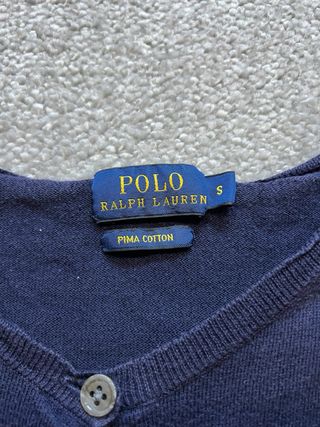 POLO
RALPH LAUREN
S
PIMA COTTON